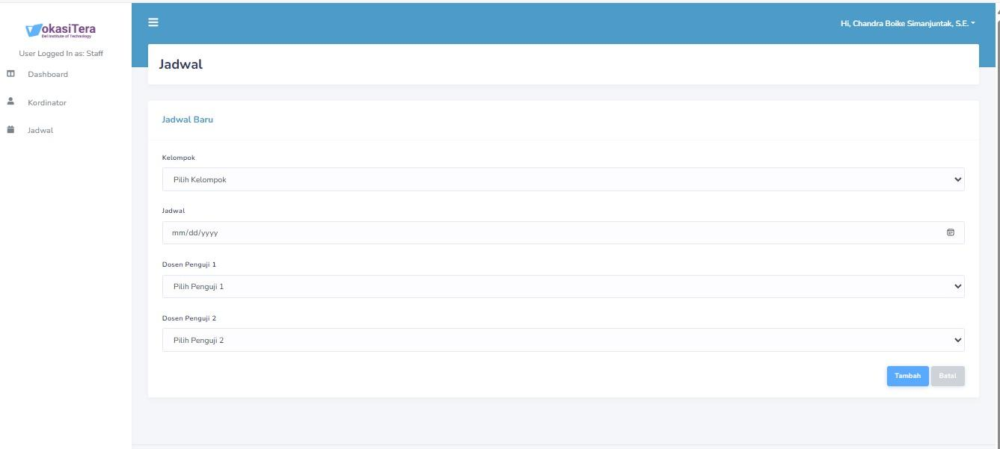 VokasiTera
Del Institute of Technology
User Logged In as: Staff
Dashboard
Kordinator
Jadwal
Hi, Chandra Boike Simanjuntak, S.E.
Jadwal
Jadwal Baru
Kelompok
Pilih Kelompok
Jadwal
mm/dd/yyyy
Dosen Penguji 1
Pilih Penguji 1
Dosen Penguji 2
Pilih Penguji 2
Tambah Batal